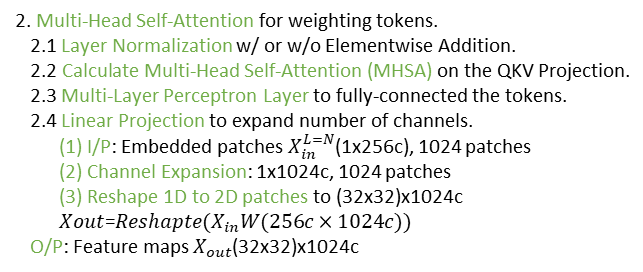 2. Multi-Head Self-Attention for weighting tokens.
2.1 Layer Normalization w/ or w/o Elementwise Addition.
2.2 Calculate Multi-Head Self-Attention (MHSA) on the QKV Projection.
2.3 Multi-Layer Perceptron Layer to fully-connected the tokens.
2.4 Linear Projection to expand number of channels.
(1) I/P: Embedded patches X_{in}^{L=N}(1x256c), 1024 patches
(2) Channel Expansion: 1x1024c, 1024 patches
(3) Reshape 1D to 2D patches to (32x32)x1024c
Xout=Reshapte(X_{in}W(256c × 1024c))
O/P: Feature maps X_{out}(32x32)x1024c